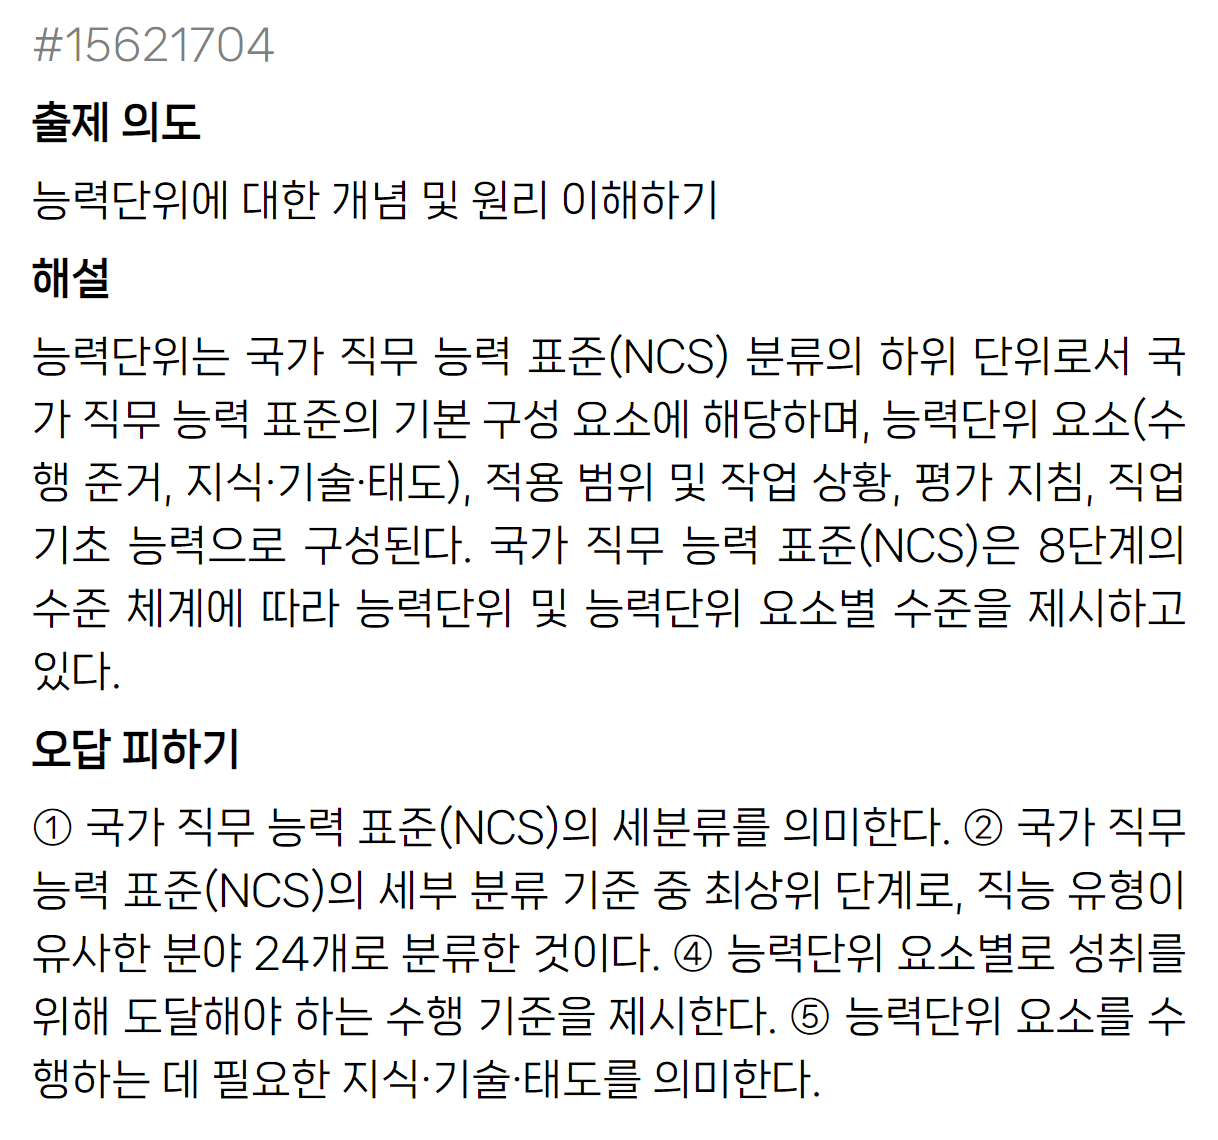 #15621704
출제 의도
능력단위에 대한 개념 및 원리 이해하기
해설
능력단위는 국가 직무 능력 표준(NCS) 분류의 하위 단위로서 국
가 직무 능력 표준의 기본 구성 요소에 해당하며, 능력단위 요소(수
행 준거, 지식·기술·태도), 적용 범위 및 작업 상황, 평가 지침, 직업
기초 능력으로 구성된다. 국가 직무 능력 표준(NCS)은 8단계의
수준 체계에 따라 능력단위 및 능력단위 요소별 수준을 제시하고
있다.
오답 피하기
① 국가 직무 능력 표준(NCS)의 세분류를 의미한다. ② 국가 직무
능력 표준(NCS)의 세부 분류 기준 중 최상위 단계로, 직능 유형이
유사한 분야 24개로 분류한 것이다. ④ 능력단위 요소별로 성취를
위해 도달해야 하는 수행 기준을 제시한다. ⑤ 능력단위 요소를 수
행하는 데 필요한 지식·기술·태도를 의미한다.